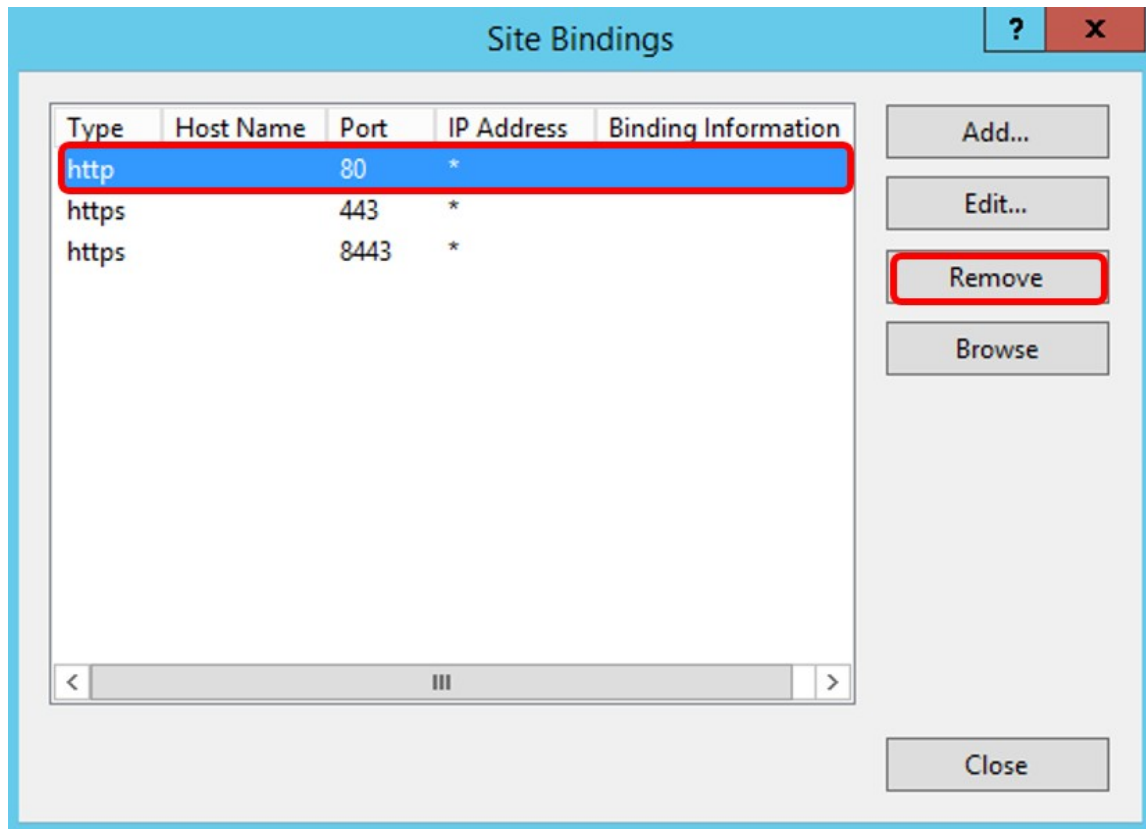 Site Bindings
? x
Type Host Name Port IP Address Binding Information
http 80 *
https 443 *
https 8443 *
Add...
Edit...
Remove
Browse
Close